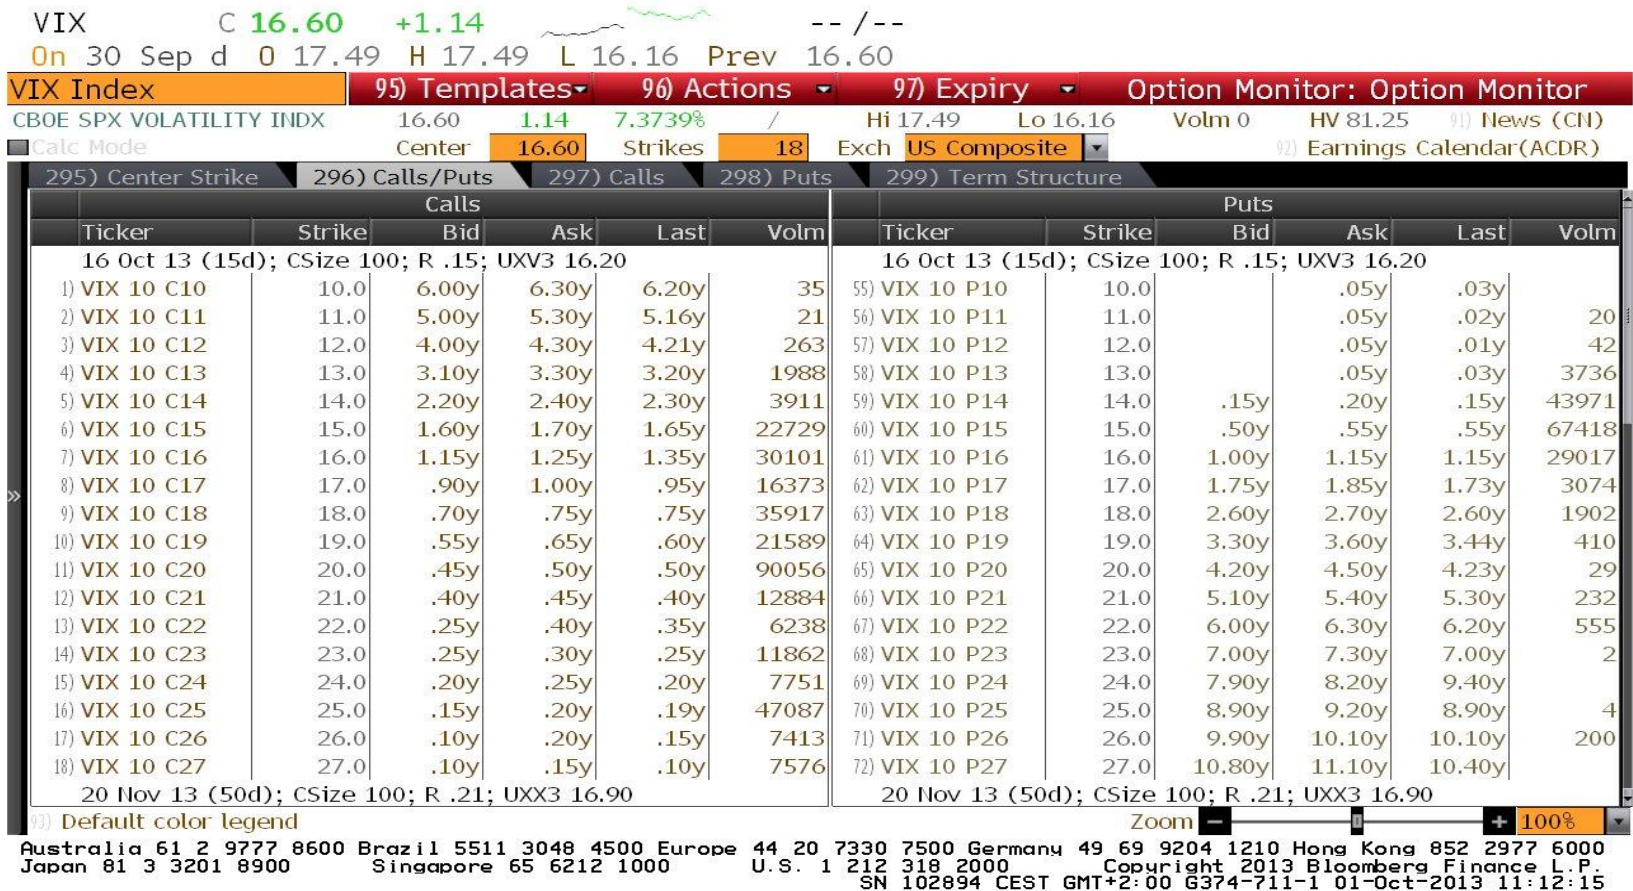 VIX C 16.60 +1.14 -- /--
On 30 Sep d O 17.49 H 17.49 L 16.16 Prev 16.60
VIX Index 95) Templates 96) Actions 97) Expiry Option Monitor: Option Monitor
CBOE SPX VOLATILITY INDX 16.60 1.14 7.3739% / Hi 17.49 Lo 16.16 Volm 0 HV 81.25 91) News (CN)
Calc Mode Center 16.60 Strikes 18 Exch US Composite 92) Earnings Calendar(ACDR)
295) Center Strike 296) Calls/Puts 297) Calls 298) Puts 299) Term Structure
Calls Puts
Ticker Strike Bid Ask Last Volm Ticker Strike Bid Ask Last Volm
16 Oct 13 (15d); CSize 100; R .15; UXV3 16.20 16 Oct 13 (15d); CSize 100; R .15; UXV3 16.20
1) VIX 10 C10 10.0 6.00y 6.30y 6.20y 35 55) VIX 10 P10 10.0 .05y .03y
2) VIX 10 C11 11.0 5.00y 5.30y 5.16y 21 56) VIX 10 P11 11.0 .05y .02y 20
3) VIX 10 C12 12.0 4.00y 4.30y 4.21y 263 57) VIX 10 P12 12.0 .05y .01y 42
4) VIX 10 C13 13.0 3.10y 3.30y 3.20y 1988 58) VIX 10 P13 13.0 .05y .03y 3736
5) VIX 10 C14 14.0 2.20y 2.40y 2.30y 3911 59) VIX 10 P14 14.0 .15y .20y .15y 43971
6) VIX 10 C15 15.0 1.60y 1.70y 1.65y 22729 60) VIX 10 P15 15.0 .50y .55y .55y 67418
7) VIX 10 C16 16.0 1.15y 1.25y 1.35y 30101 61) VIX 10 P16 16.0 1.00y 1.15y 1.15y 29017
8) VIX 10 C17 17.0 .90y 1.00y .95y 16373 62) VIX 10 P17 17.0 1.75y 1.85y 1.73y 3074
9) VIX 10 C18 18.0 .70y .75y .75y 35917 63) VIX 10 P18 18.0 2.60y 2.70y 2.60y 1902
10) VIX 10 C19 19.0 .55y .65y .60y 21589 64) VIX 10 P19 19.0 3.30y 3.60y 3.44y 410
11) VIX 10 C20 20.0 .45y .50y .50y 90056 65) VIX 10 P20 20.0 4.20y 4.50y 4.23y 29
12) VIX 10 C21 21.0 .40y .45y .40y 12884 66) VIX 10 P21 21.0 5.10y 5.40y 5.30y 232
13) VIX 10 C22 22.0 .25y .40y .35y 6238 67) VIX 10 P22 22.0 6.00y 6.30y 6.20y 555
14) VIX 10 C23 23.0 .25y .30y .25y 11862 68) VIX 10 P23 23.0 7.00y 7.30y 7.00y 2
15) VIX 10 C24 24.0 .20y .25y .20y 7751 69) VIX 10 P24 24.0 7.90y 8.20y 9.40y
16) VIX 10 C25 25.0 .15y .20y .19y 47087 70) VIX 10 P25 25.0 8.90y 9.20y 8.90y 4
17) VIX 10 C26 26.0 .10y .20y .15y 7413 71) VIX 10 P26 26.0 9.90y 10.10y 10.10y 200
18) VIX 10 C27 27.0 .10y .15y .10y 7576 72) VIX 10 P27 27.0 10.80y 11.10y 10.40y
20 Nov 13 (50d); CSize 100; R .21; UXX3 16.90 20 Nov 13 (50d); CSize 100; R .21; UXX3 16.90
93) Default color legend Zoom - + 100%
Australia 61 2 9777 8600 Brazil 5511 3048 4500 Europe 44 20 7330 7500 Germany 49 69 9204 1210 Hong Kong 852 2977 6000
Japan 81 3 3201 8900 Singapore 65 6212 1000 U.S. 1 212 318 2000 Copyright 2013 Bloomberg Finance L.P.
SN 102894 CEST GMT+2:00 G374-711-1 01-Oct-2013 11:12:15